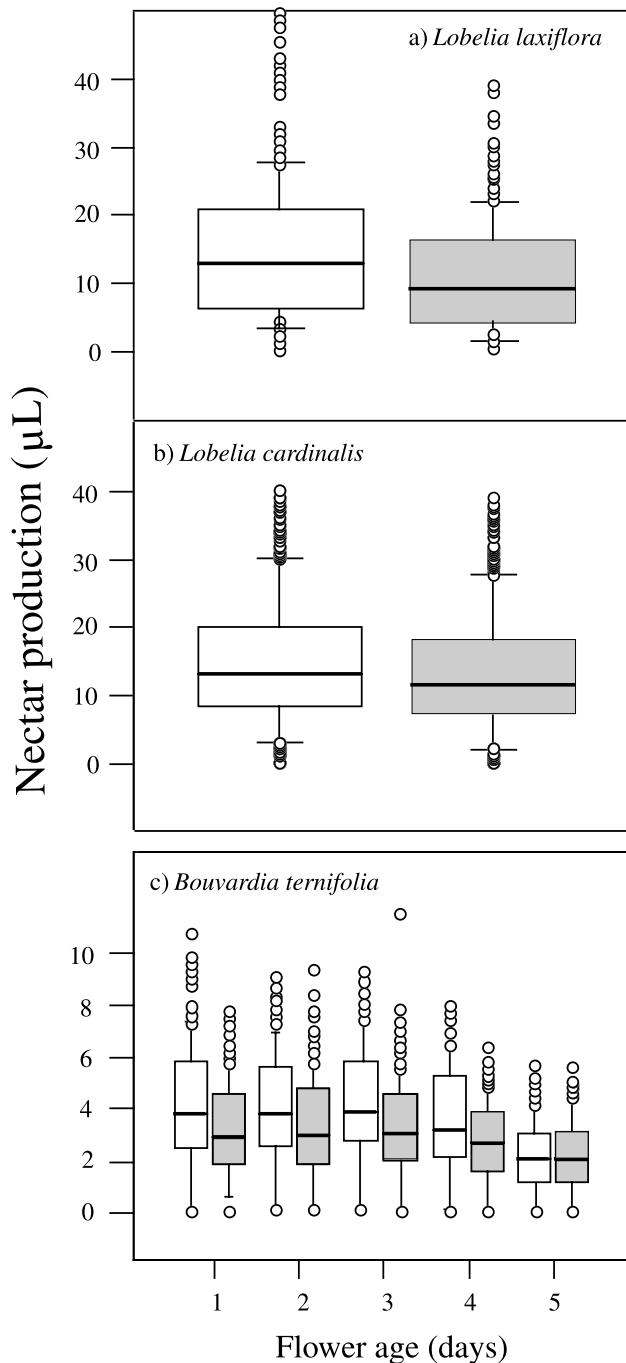 a) Lobelia laxiflora
40
30
20
10
0
Nectar production (µL)
b) Lobelia cardinalis
40
30
20
10
0
c) Bouvardia ternifolia
10
8
6
4
2
0
1 2 3 4 5
Flower age (days)